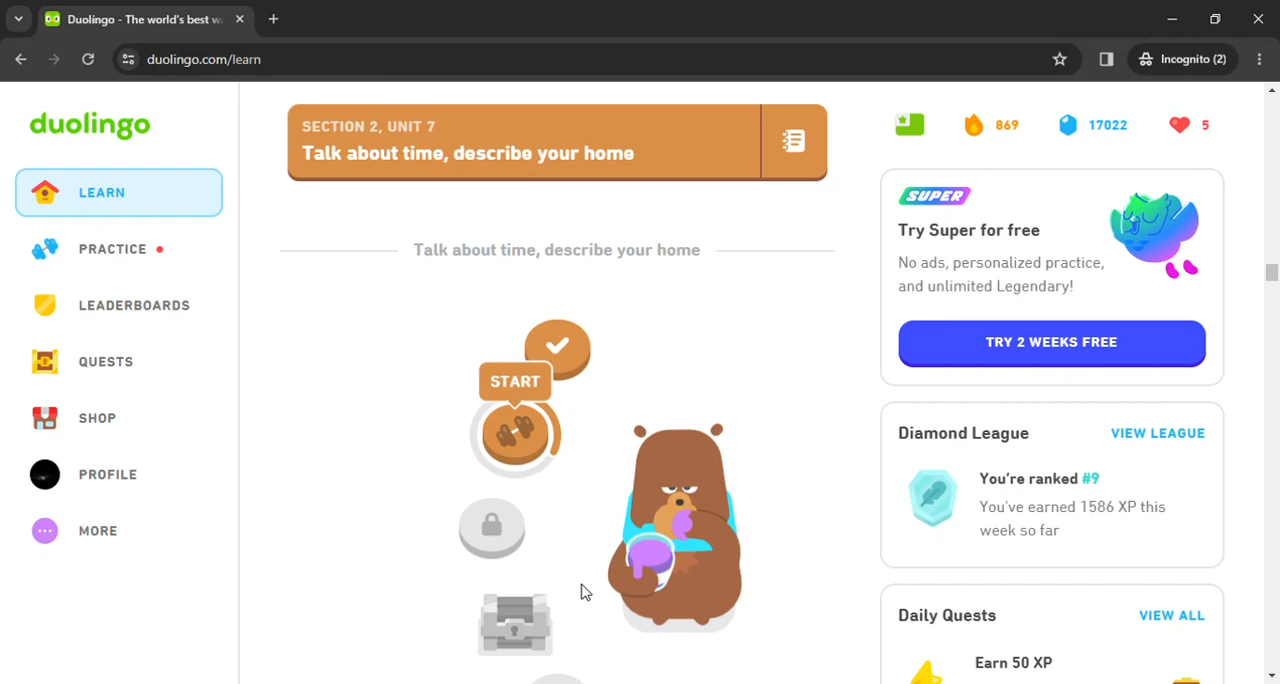 Duolingo - The world's best w
duolingo.com/learn
Incognito (2)
duolingo
LEARN
PRACTICE
LEADERBOARDS
QUESTS
SHOP
PROFILE
MORE
SECTION 2, UNIT 7
Talk about time, describe your home
Talk about time, describe your home
START
869
17022
5
SUPER
Try Super for free
No ads, personalized practice,
and unlimited Legendary!
TRY 2 WEEKS FREE
Diamond League
VIEW LEAGUE
You're ranked #9
You've earned 1586 XP this
week so far
Daily Quests
VIEW ALL
Earn 50 XP